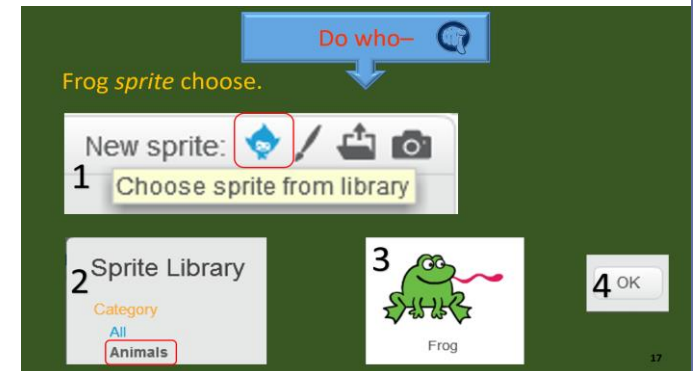 Do who–
Frog sprite choose.
New sprite:
1
Choose sprite from library
2
Sprite Library
Category
All
Animals
3
Frog
4
OK
17